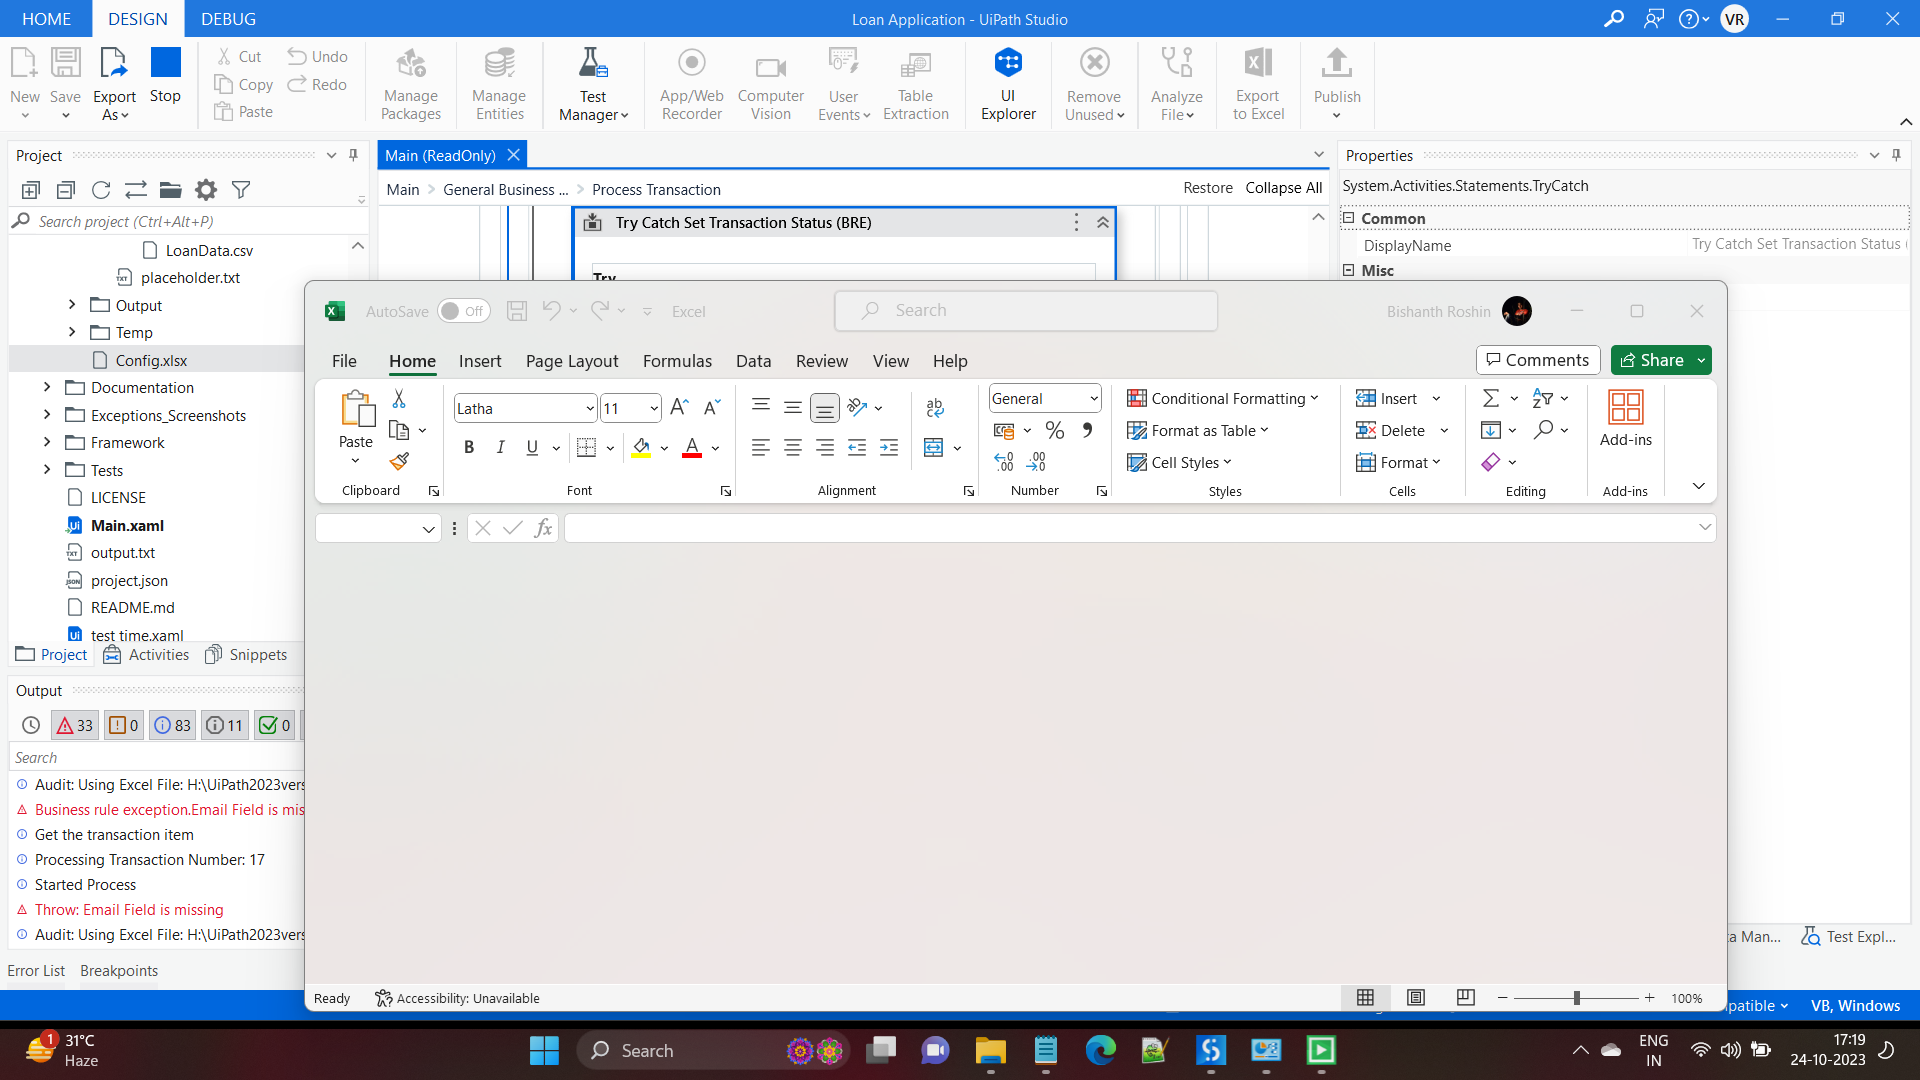 HOME DESIGN DEBUG
Loan Application - UiPath Studio
VR
New Save Export As Stop
Cut Undo
Copy Redo
Paste
Manage Packages
Manage Entities
Test Manager
App/Web Recorder
Computer Vision
User Events
Table Extraction
UI Explorer
Remove Unused
Analyze File
Export to Excel
Publish
Project
Main (ReadOnly)
Properties
Main > General Business ... > Process Transaction
Restore Collapse All
System.Activities.Statements.TryCatch
Search project (Ctrl+Alt+P)
Try Catch Set Transaction Status (BRE)
Common
DisplayName Try Catch Set Transaction Status (
Misc
Try
LoanData.csv
placeholder.txt
Output
Temp
Config.xlsx
Documentation
Exceptions_Screenshots
Framework
Tests
LICENSE
Main.xaml
output.txt
project.json
README.md
test time.xaml
Project Activities Snippets
AutoSave Off
Excel
Search
Bishanth Roshin
File Home Insert Page Layout Formulas Data Review View Help
Comments Share
Paste
Latha 11
General
Conditional Formatting
Format as Table
Cell Styles
Insert
Delete
Format
Add-ins
Clipboard Font Alignment Number Styles Cells Editing Add-ins
fx
Output
33 0 83 11 0
Search
Audit: Using Excel File: H:\UiPath2023vers
Business rule exception.Email Field is mis
Get the transaction item
Processing Transaction Number: 17
Started Process
Throw: Email Field is missing
Audit: Using Excel File: H:\UiPath2023vers
Error List Breakpoints
ta Man... Test Expl...
Ready Accessibility: Unavailable
100%
patible VB, Windows
1
31°C
Haze
Search
ENG
IN
17:19
24-10-2023